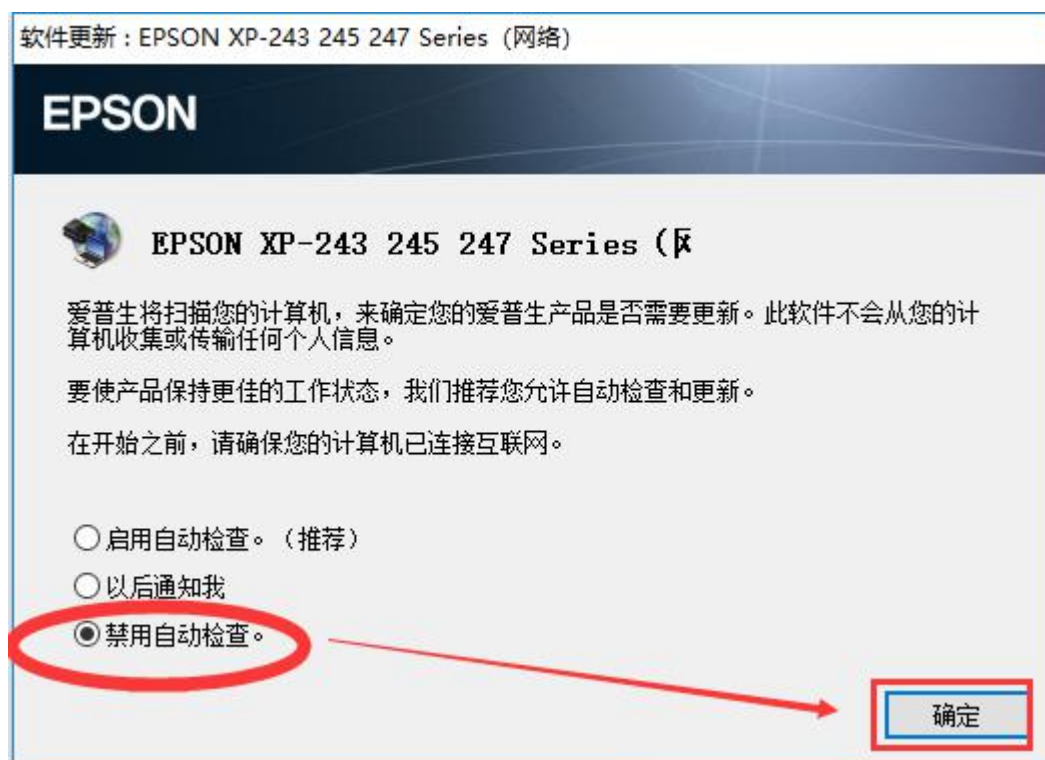 软件更新：EPSON XP-243 245 247 Series (网络)
EPSON
EPSON XP-243 245 247 Series (
爱普生将扫描您的计算机，来确定您的爱普生产品是否需要更新。此软件不会从您的计
算机收集或传输任何个人信息。
要使产品保持更佳的工作状态，我们推荐您允许自动检查和更新。
在开始之前，请确保您的计算机已连接互联网。
启用自动检查。（推荐）
以后通知我
禁用自动检查。
确定